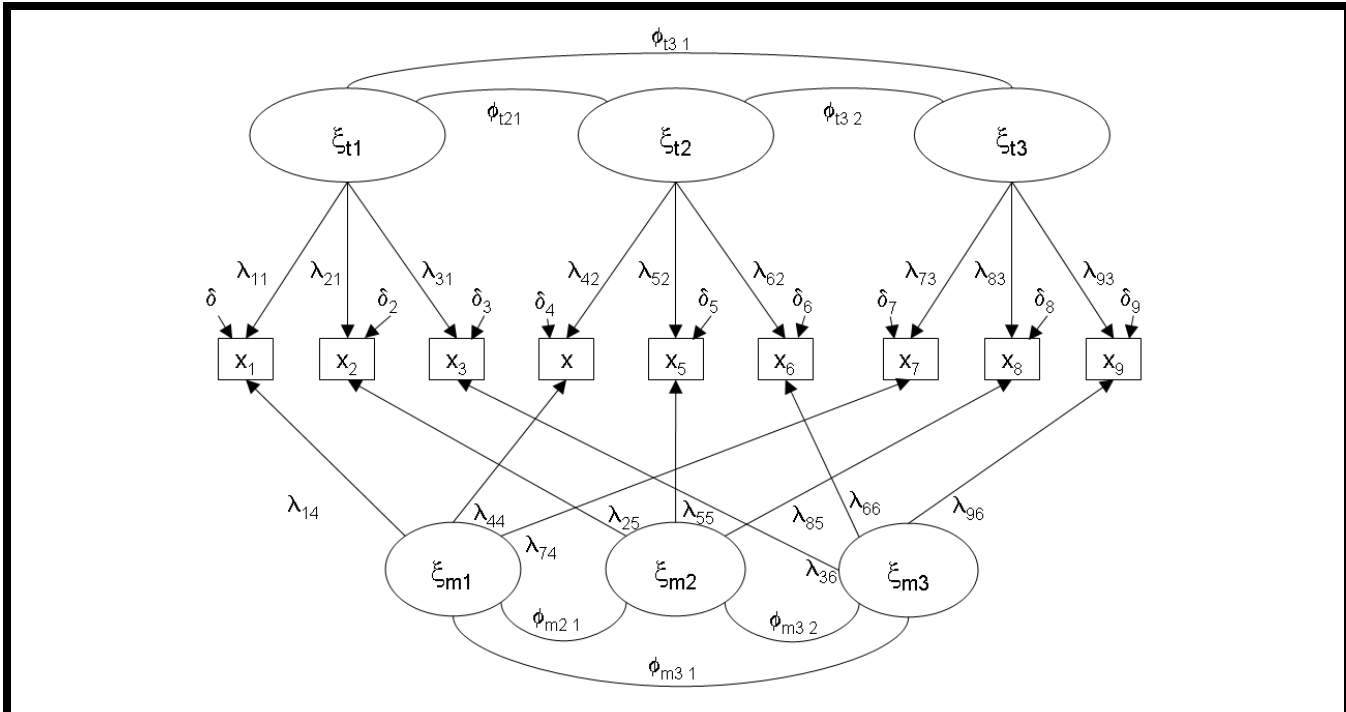 ϕt3 1
ϕt21 ϕt3 2
ξt1 ξt2 ξt3
λ11 λ21 λ31 λ42 λ52 λ62 λ73 λ83 λ93
δ δ2 δ3 δ4 δ5 δ6 δ7 δ8 δ9
x1 x2 x3 x x5 x6 x7 x8 x9
λ14 λ44 λ74 λ25 λ55 λ85 λ36 λ66 λ96
ξm1 ξm2 ξm3
ϕm2 1 ϕm3 2
ϕm3 1